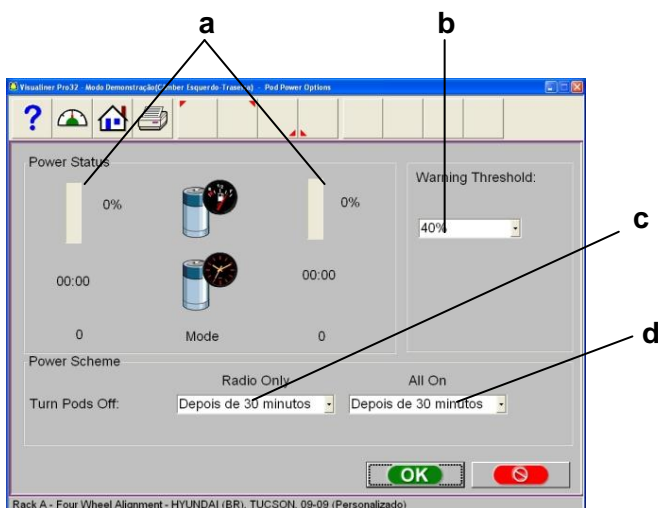 a
b
Visualiner Pro32 - Modo Demonstração(Camber Esquerdo-Traseiro) - Pod Power Options
?
Power Status
Warning Threshold:
0%
0%
40%
c
00:00
00:00
0
Mode
0
d
Power Scheme
Radio Only
All On
Turn Pods Off:
Depois de 30 minutos
Depois de 30 minutos
OK
Rack A - Four Wheel Alignment - HYUNDAI (BR), TUCSON, 09-09 (Personalizado)